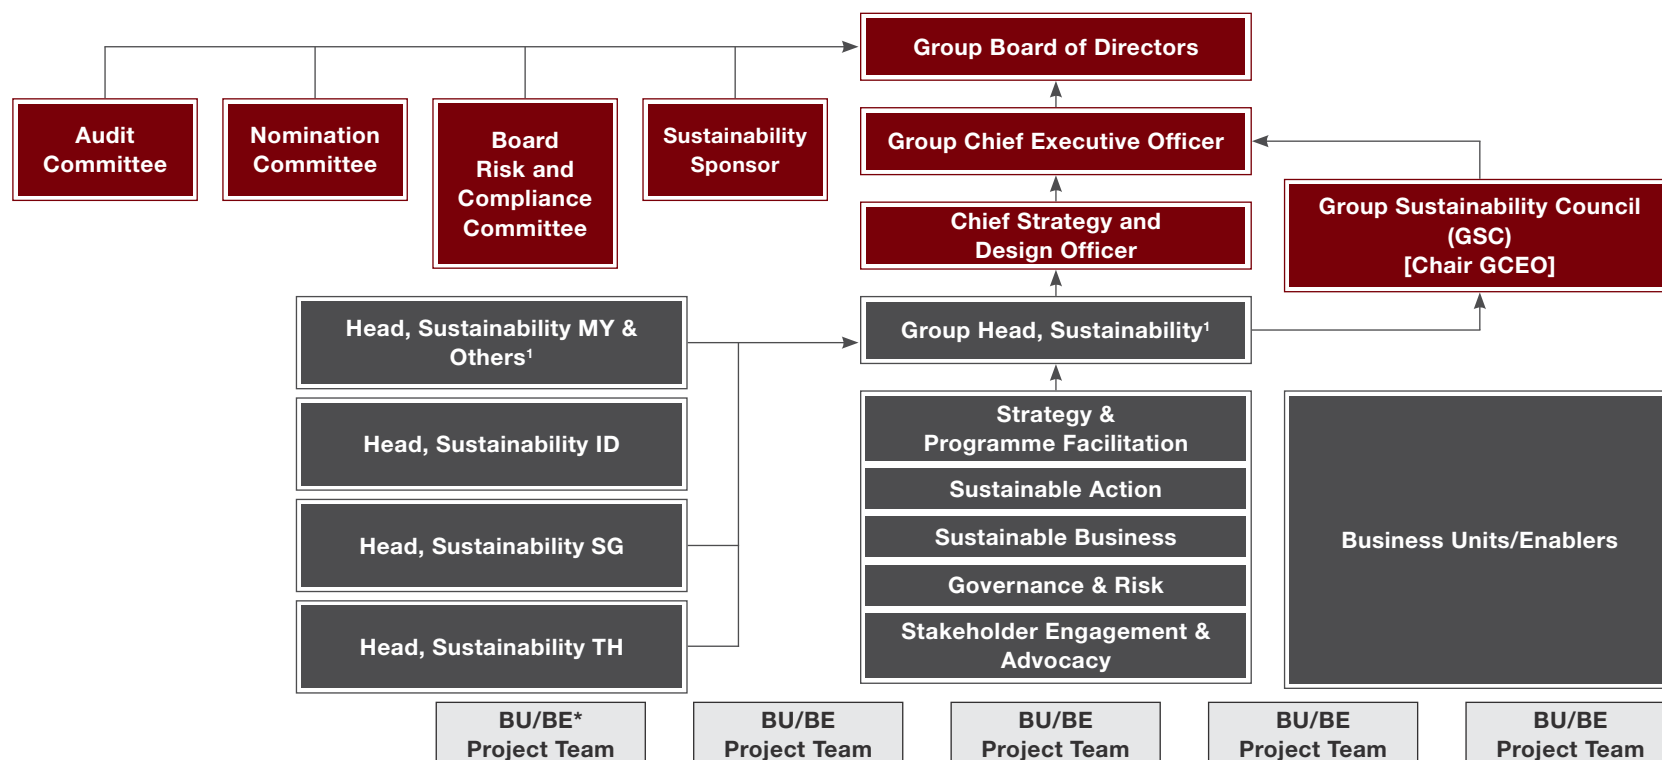 Group Board of Directors
Audit
Committee
Nomination
Committee
Board
Risk and
Compliance
Committee
Sustainability
Sponsor
Group Chief Executive Officer
Chief Strategy and
Design Officer
Group Sustainability Council
(GSC)
[Chair GCEO]
Head, Sustainability MY &
Others¹
Group Head, Sustainability¹
Head, Sustainability ID
Head, Sustainability SG
Head, Sustainability TH
Strategy &
Programme Facilitation
Sustainable Action
Sustainable Business
Governance & Risk
Stakeholder Engagement &
Advocacy
Business Units/Enablers
BU/BE*
Project Team
BU/BE
Project Team
BU/BE
Project Team
BU/BE
Project Team
BU/BE
Project Team